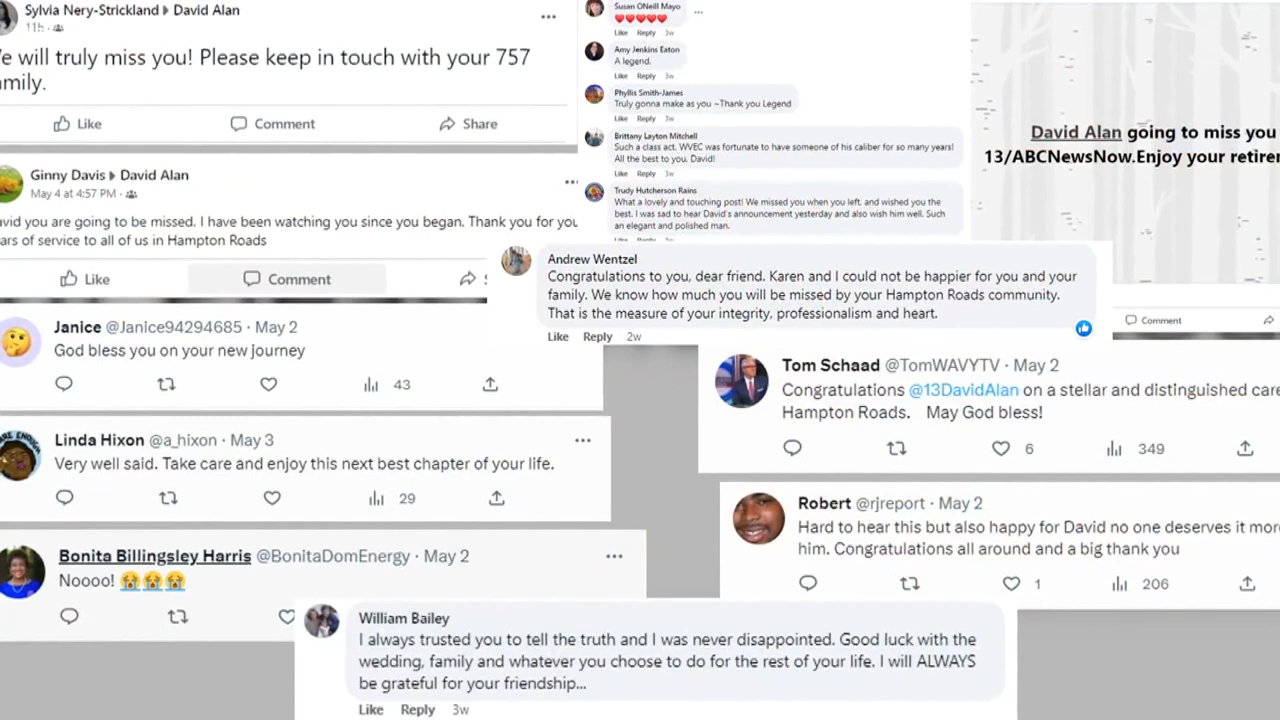 Sylvia Nery-Strickland ▸ David Alan
11h
e will truly miss you! Please keep in touch with your 757
mily.
Like
Comment
Share
Ginny Davis ▸ David Alan
May 4 at 4:57 PM
avid you are going to be missed. I have been watching you since you began. Thank you for you
ars of service to all of us in Hampton Roads
Like
Comment
S
Susan ONeill Mayo
❤️❤️❤️❤️❤️
Like Reply 3w
Amy Jenkins Eaton
A legend.
Like Reply 3w
Phyllis Smith-James
Truly gonna make as you ~Thank you Legend
Like Reply 3w
Brittany Layton Mitchell
Such a class act. WVEC was fortunate to have someone of his caliber for so many years!
All the best to you, David!
Like Reply 3w
Trudy Hutcherson Rains
What a lovely and touching post! We missed you when you left, and wished you the
best. I was sad to hear David's announcement yesterday and also wish him well. Such
an elegant and polished man.
David Alan going to miss you
13/ABCNewsNow.Enjoy your retirer
Comment
Andrew Wentzel
Congratulations to you, dear friend. Karen and I could not be happier for you and your
family. We know how much you will be missed by your Hampton Roads community.
That is the measure of your integrity, professionalism and heart.
Like Reply 2w
Janice @Janice94294685 · May 2
God bless you on your new journey
43
Linda Hixon @a_hixon · May 3
Very well said. Take care and enjoy this next best chapter of your life.
29
Bonita Billingsley Harris @BonitaDomEnergy · May 2
Noooo! 😭😭😭
Tom Schaad @TomWAVYTV · May 2
Congratulations @13DavidAlan on a stellar and distinguished care
Hampton Roads. May God bless!
6 349
Robert @rjreport · May 2
Hard to hear this but also happy for David no one deserves it mor
him. Congratulations all around and a big thank you
1 206
William Bailey
I always trusted you to tell the truth and I was never disappointed. Good luck with the
wedding, family and whatever you choose to do for the rest of your life. I will ALWAYS
be grateful for your friendship...
Like Reply 3w